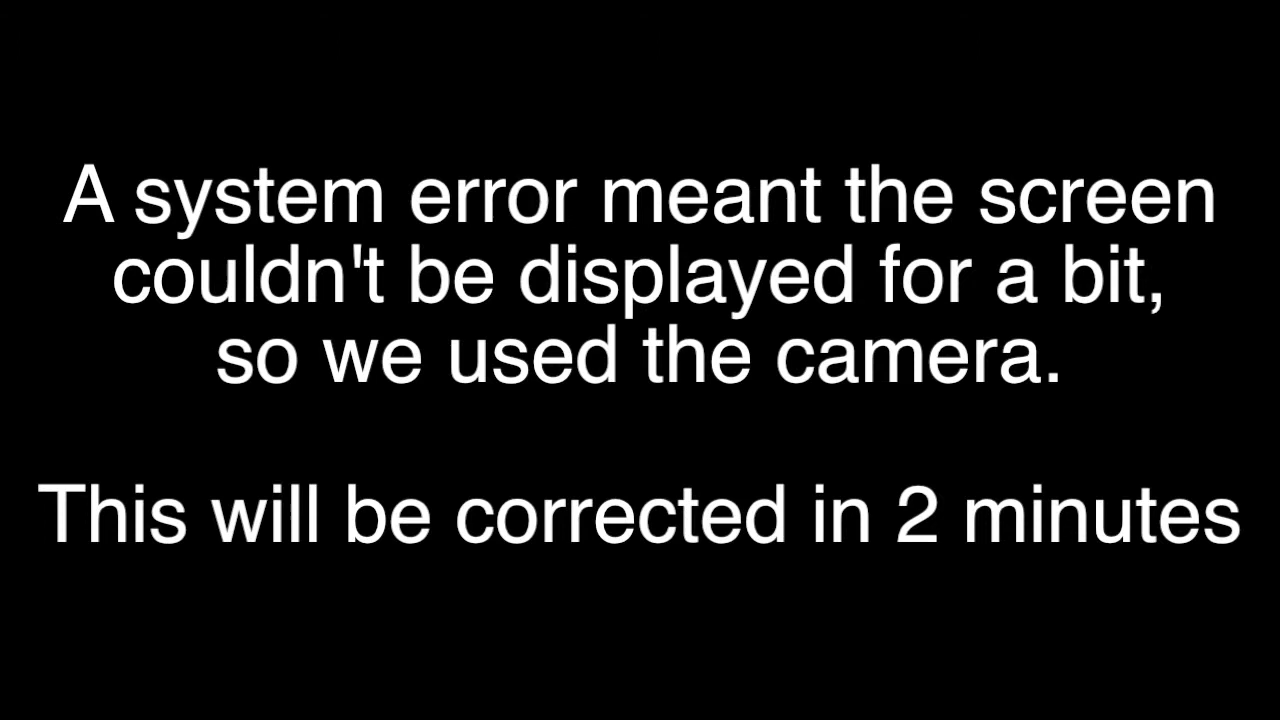 A system error meant the screen
couldn't be displayed for a bit,
so we used the camera.
This will be corrected in 2 minutes